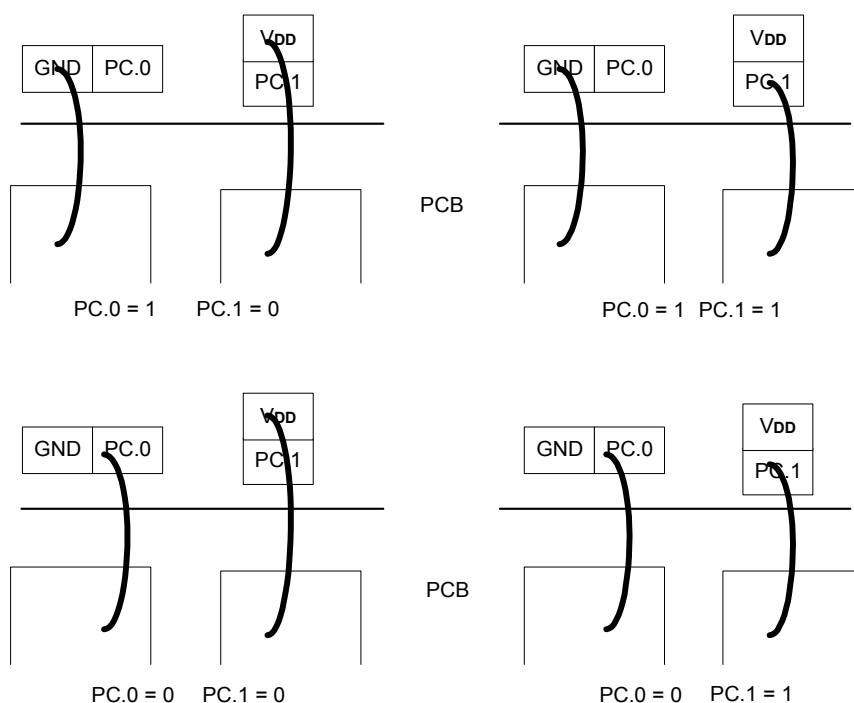 VDD
GND PC.0
PC.1
VDD
GND PC.0
PC.1
PCB
PC.0 = 1 PC.1 = 0
PC.0 = 1 PC.1 = 1
VDD
GND PC.0
PC.1
VDD
GND PC.0
PC.1
PCB
PC.0 = 0 PC.1 = 0
PC.0 = 0 PC.1 = 1